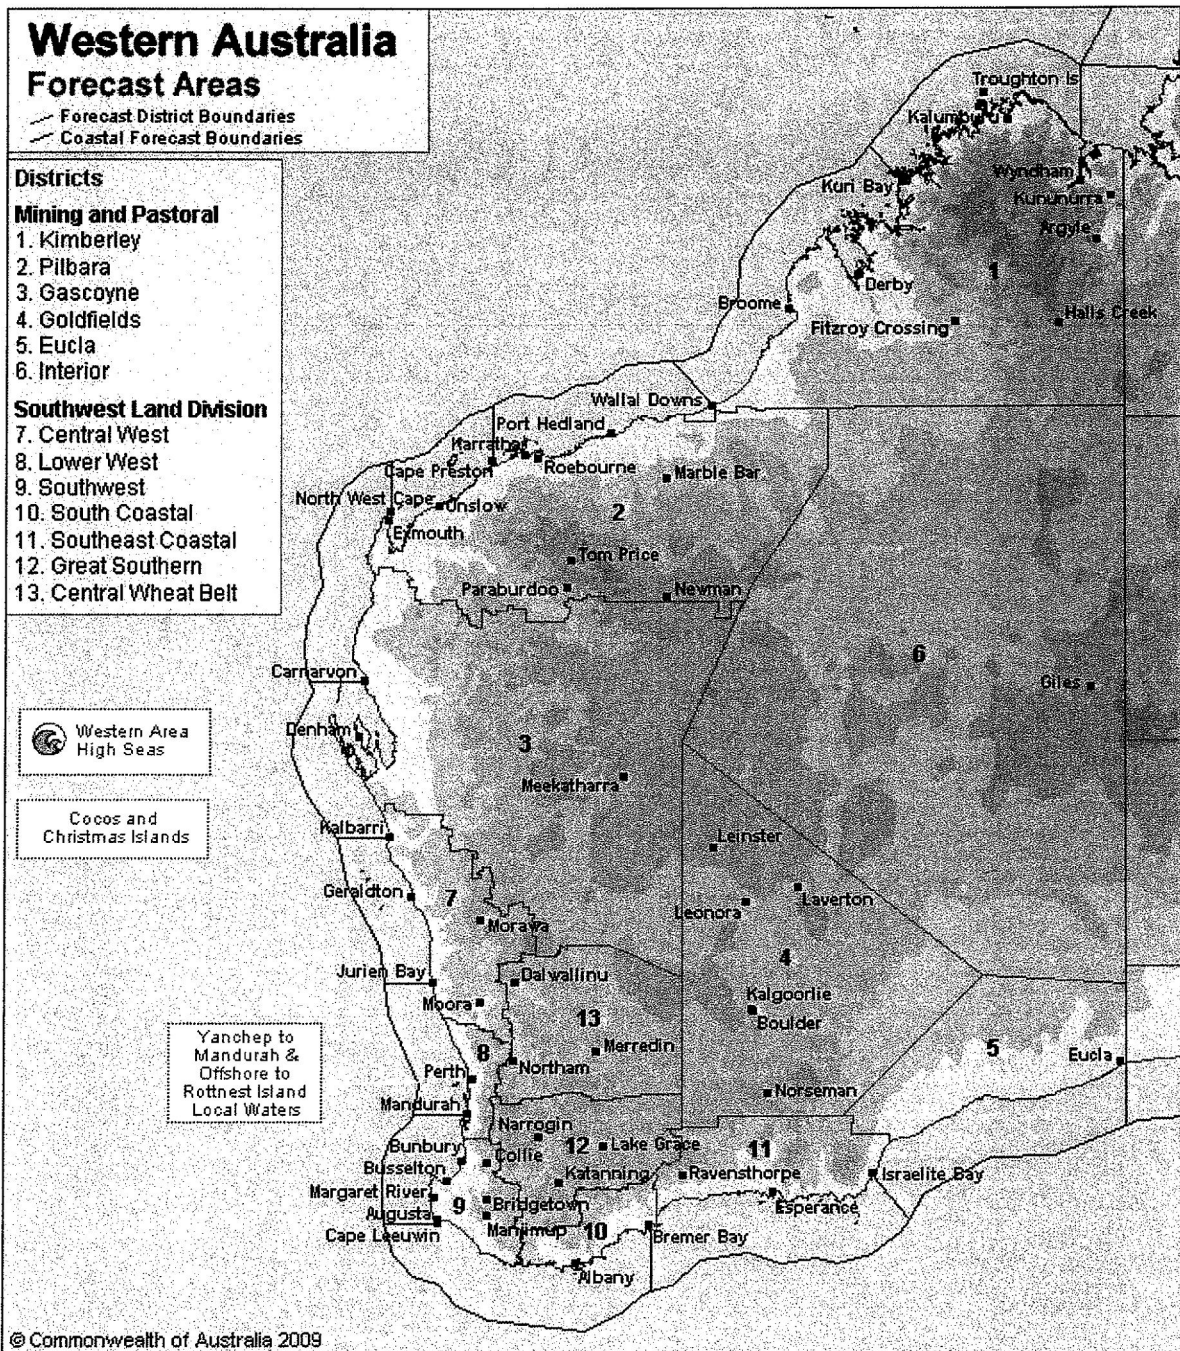 Western Australia
Forecast Areas
Forecast District Boundaries
Coastal Forecast Boundaries
Districts
Mining and Pastoral
1. Kimberley
2. Pilbara
3. Gascoyne
4. Goldfields
5. Eucla
6. Interior
Southwest Land Division
7. Central West
8. Lower West
9. Southwest
10. South Coastal
11. Southeast Coastal
12. Great Southern
13. Central Wheat Belt
Western Area
High Seas
Cocos and
Christmas Islands
Yanchep to
Mandurah &
Offshore to
Rottnest Island
Local Waters
Troughton Is
Kalumburu
Wyndham
Kuri Bay
Kununurra
Argyle
1
Derby
Broome
Fitzroy Crossing
Halls Creek
Wallal Downs
Port Hedland
Karratha
Cape Preston
Roebourne
Marble Bar
North West Cape
Onslow
2
Exmouth
Tom Price
Paraburdoo
Newman
6
Carnarvon
Giles
Denham
3
Meekatharra
Kalbarri
Leinster
Geraldton
7
Leonora
Laverton
Morawa
4
Jurien Bay
Dalwallinu
Moora
Kalgoorlie
Boulder
13
8
Merredin
5
Eucla
Northam
Perth
Norseman
Mandurah
Narrogin
12
Lake Grace
11
Bunbury
Collie
Busselton
Katanning
Ravensthorpe
Israelite Bay
Margaret River
9
Bridgetown
Esperance
Augusta
Manjimup
10
Cape Leeuwin
Bremer Bay
Albany
© Commonwealth of Australia 2009